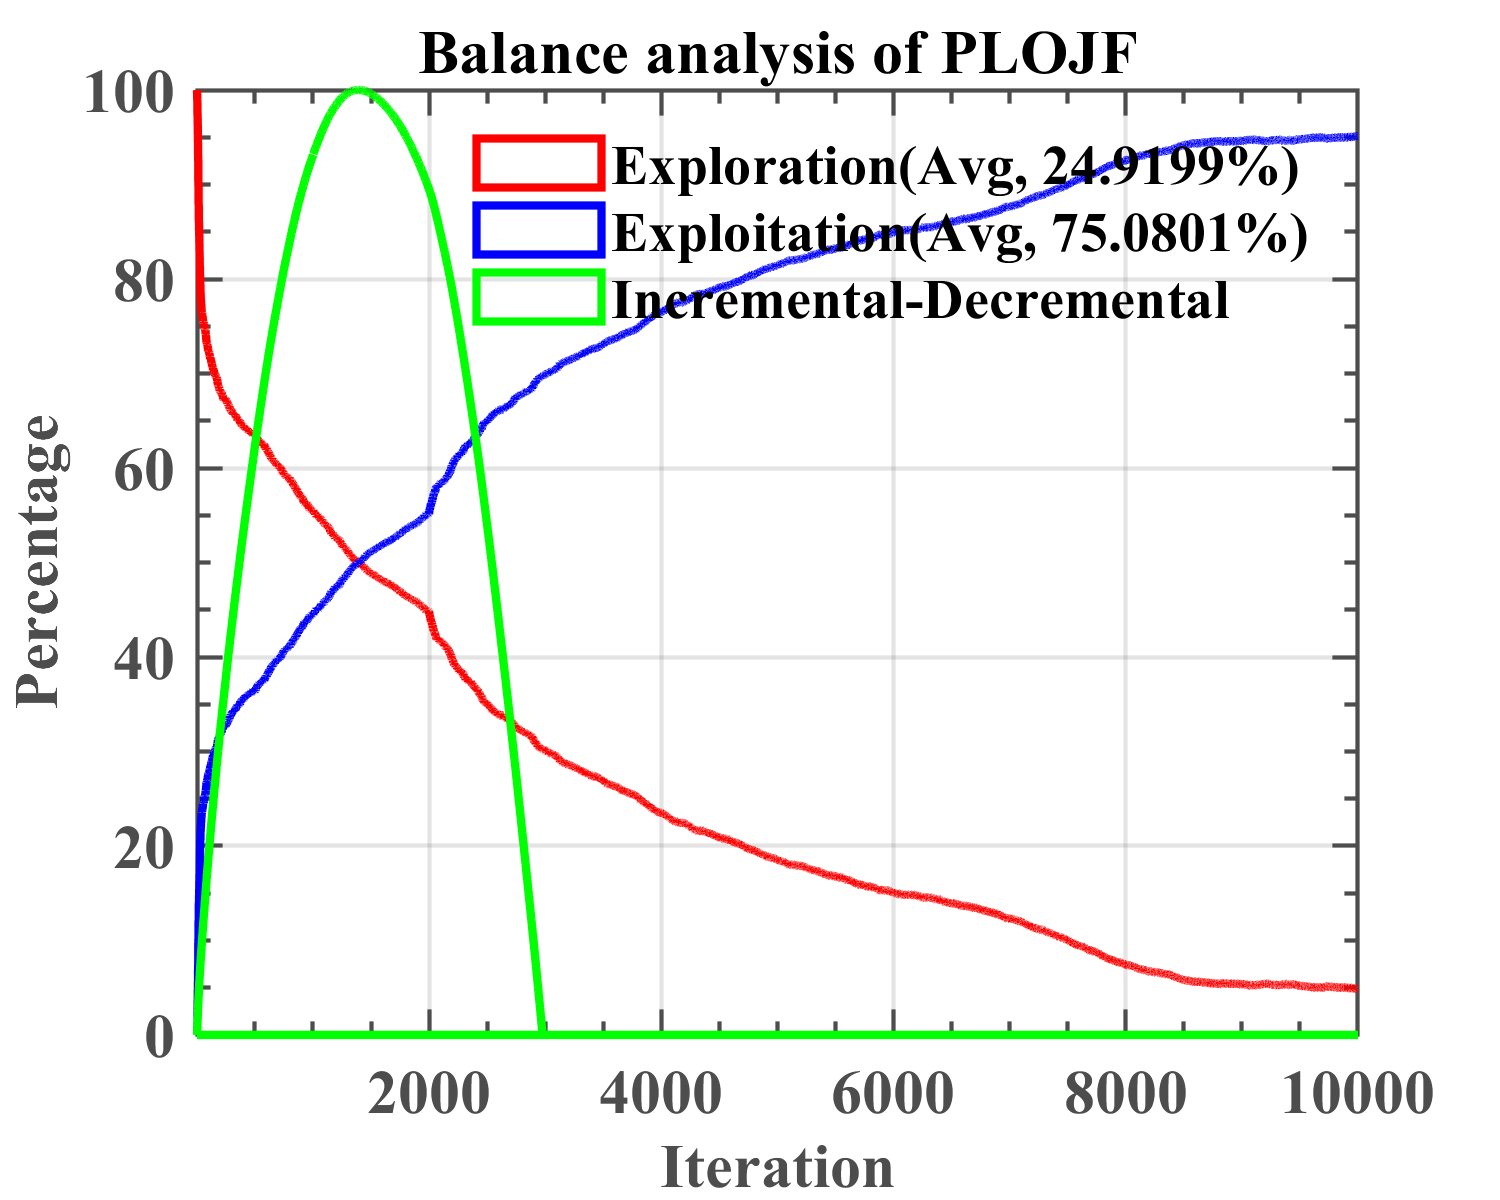 Balance analysis of PLOJF
100
80
60
40
20
0
Percentage
Exploration(Avg, 24.9199%)
Exploitation(Avg, 75.0801%)
Incremental-Decremental
2000 4000 6000 8000 10000
Iteration